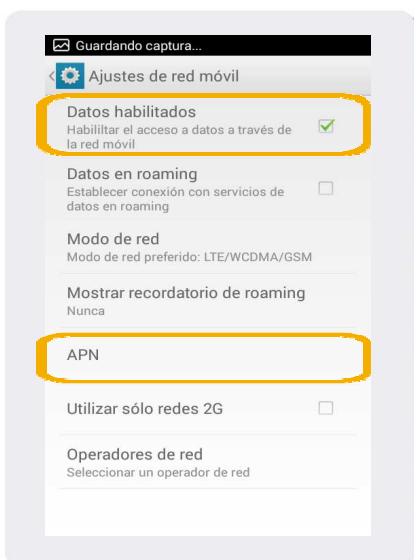 Guardando captura...
Ajustes de red móvil
Datos habilitados
Habililtar el acceso a datos a través de
la red móvil
Datos en roaming
Establecer conexión con servicios de
datos en roaming
Modo de red
Modo de red preferido: LTE/WCDMA/GSM
Mostrar recordatorio de roaming
Nunca
APN
Utilizar sólo redes 2G
Operadores de red
Seleccionar un operador de red